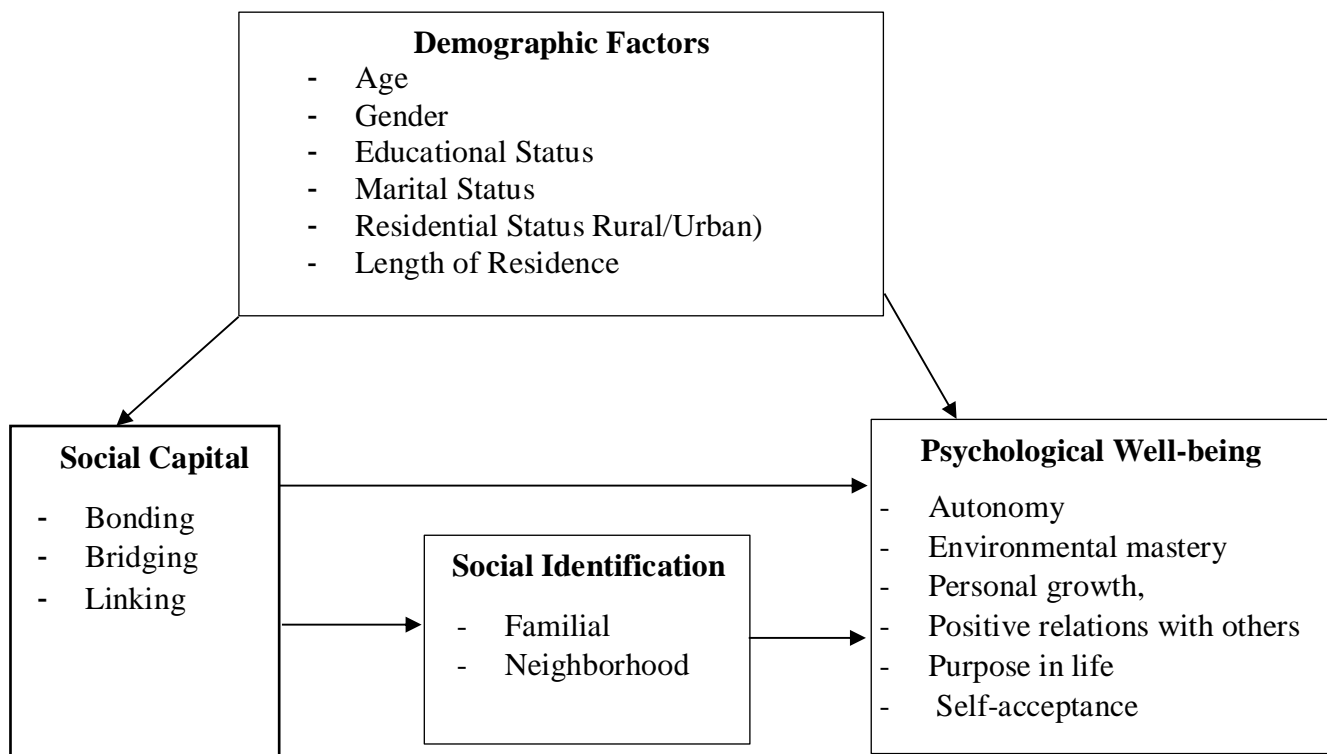 Demographic Factors
- Age
- Gender
- Educational Status
- Marital Status
- Residential Status Rural/Urban)
- Length of Residence
Social Capital
- Bonding
- Bridging
- Linking
Social Identification
- Familial
- Neighborhood
Psychological Well-being
- Autonomy
- Environmental mastery
- Personal growth,
- Positive relations with others
- Purpose in life
- Self-acceptance